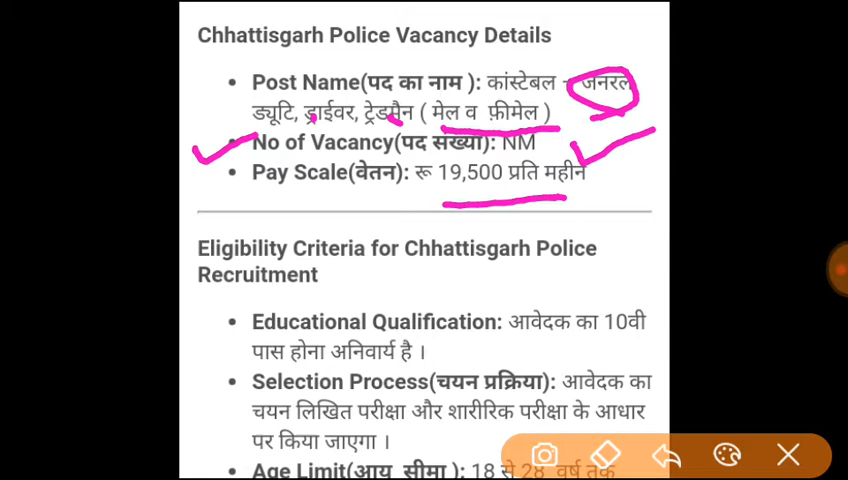 Chhattisgarh Police Vacancy Details
• Post Name(पद का नाम ): कांस्टेबल - जनरल
ड्यूटि, ड्राईवर, ट्रेडमैन ( मेल व फ़ीमेल )
• No of Vacancy(पद संख्या): NM
• Pay Scale(वेतन): रू 19,500 प्रति महीने
Eligibility Criteria for Chhattisgarh Police
Recruitment
• Educational Qualification: आवेदक का 10वी
पास होना अनिवार्य है ।
• Selection Process(चयन प्रक्रिया): आवेदक का
चयन लिखित परीक्षा और शारीरिक परीक्षा के आधार
पर किया जाएगा ।
• Age Limit(आयु सीमा ): 18 से 28 वर्ष तक